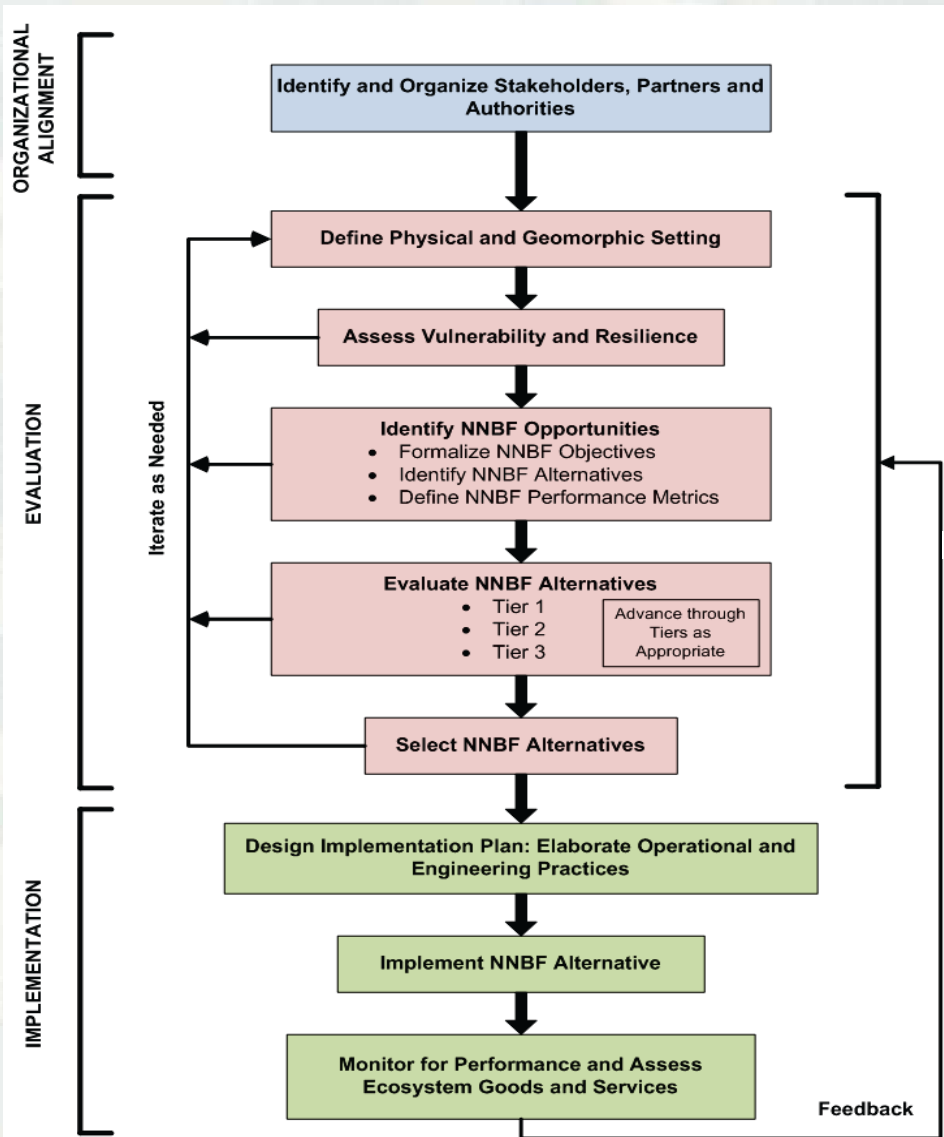 ORGANIZATIONAL
ALIGNMENT
Identify and Organize Stakeholders, Partners and
Authorities
EVALUATION
Iterate as Needed
Define Physical and Geomorphic Setting
Assess Vulnerability and Resilience
Identify NNBF Opportunities
• Formalize NNBF Objectives
• Identify NNBF Alternatives
• Define NNBF Performance Metrics
Evaluate NNBF Alternatives
• Tier 1
• Tier 2
• Tier 3
Advance through
Tiers as
Appropriate
Select NNBF Alternatives
IMPLEMENTATION
Design Implementation Plan: Elaborate Operational and
Engineering Practices
Implement NNBF Alternative
Monitor for Performance and Assess
Ecosystem Goods and Services
Feedback